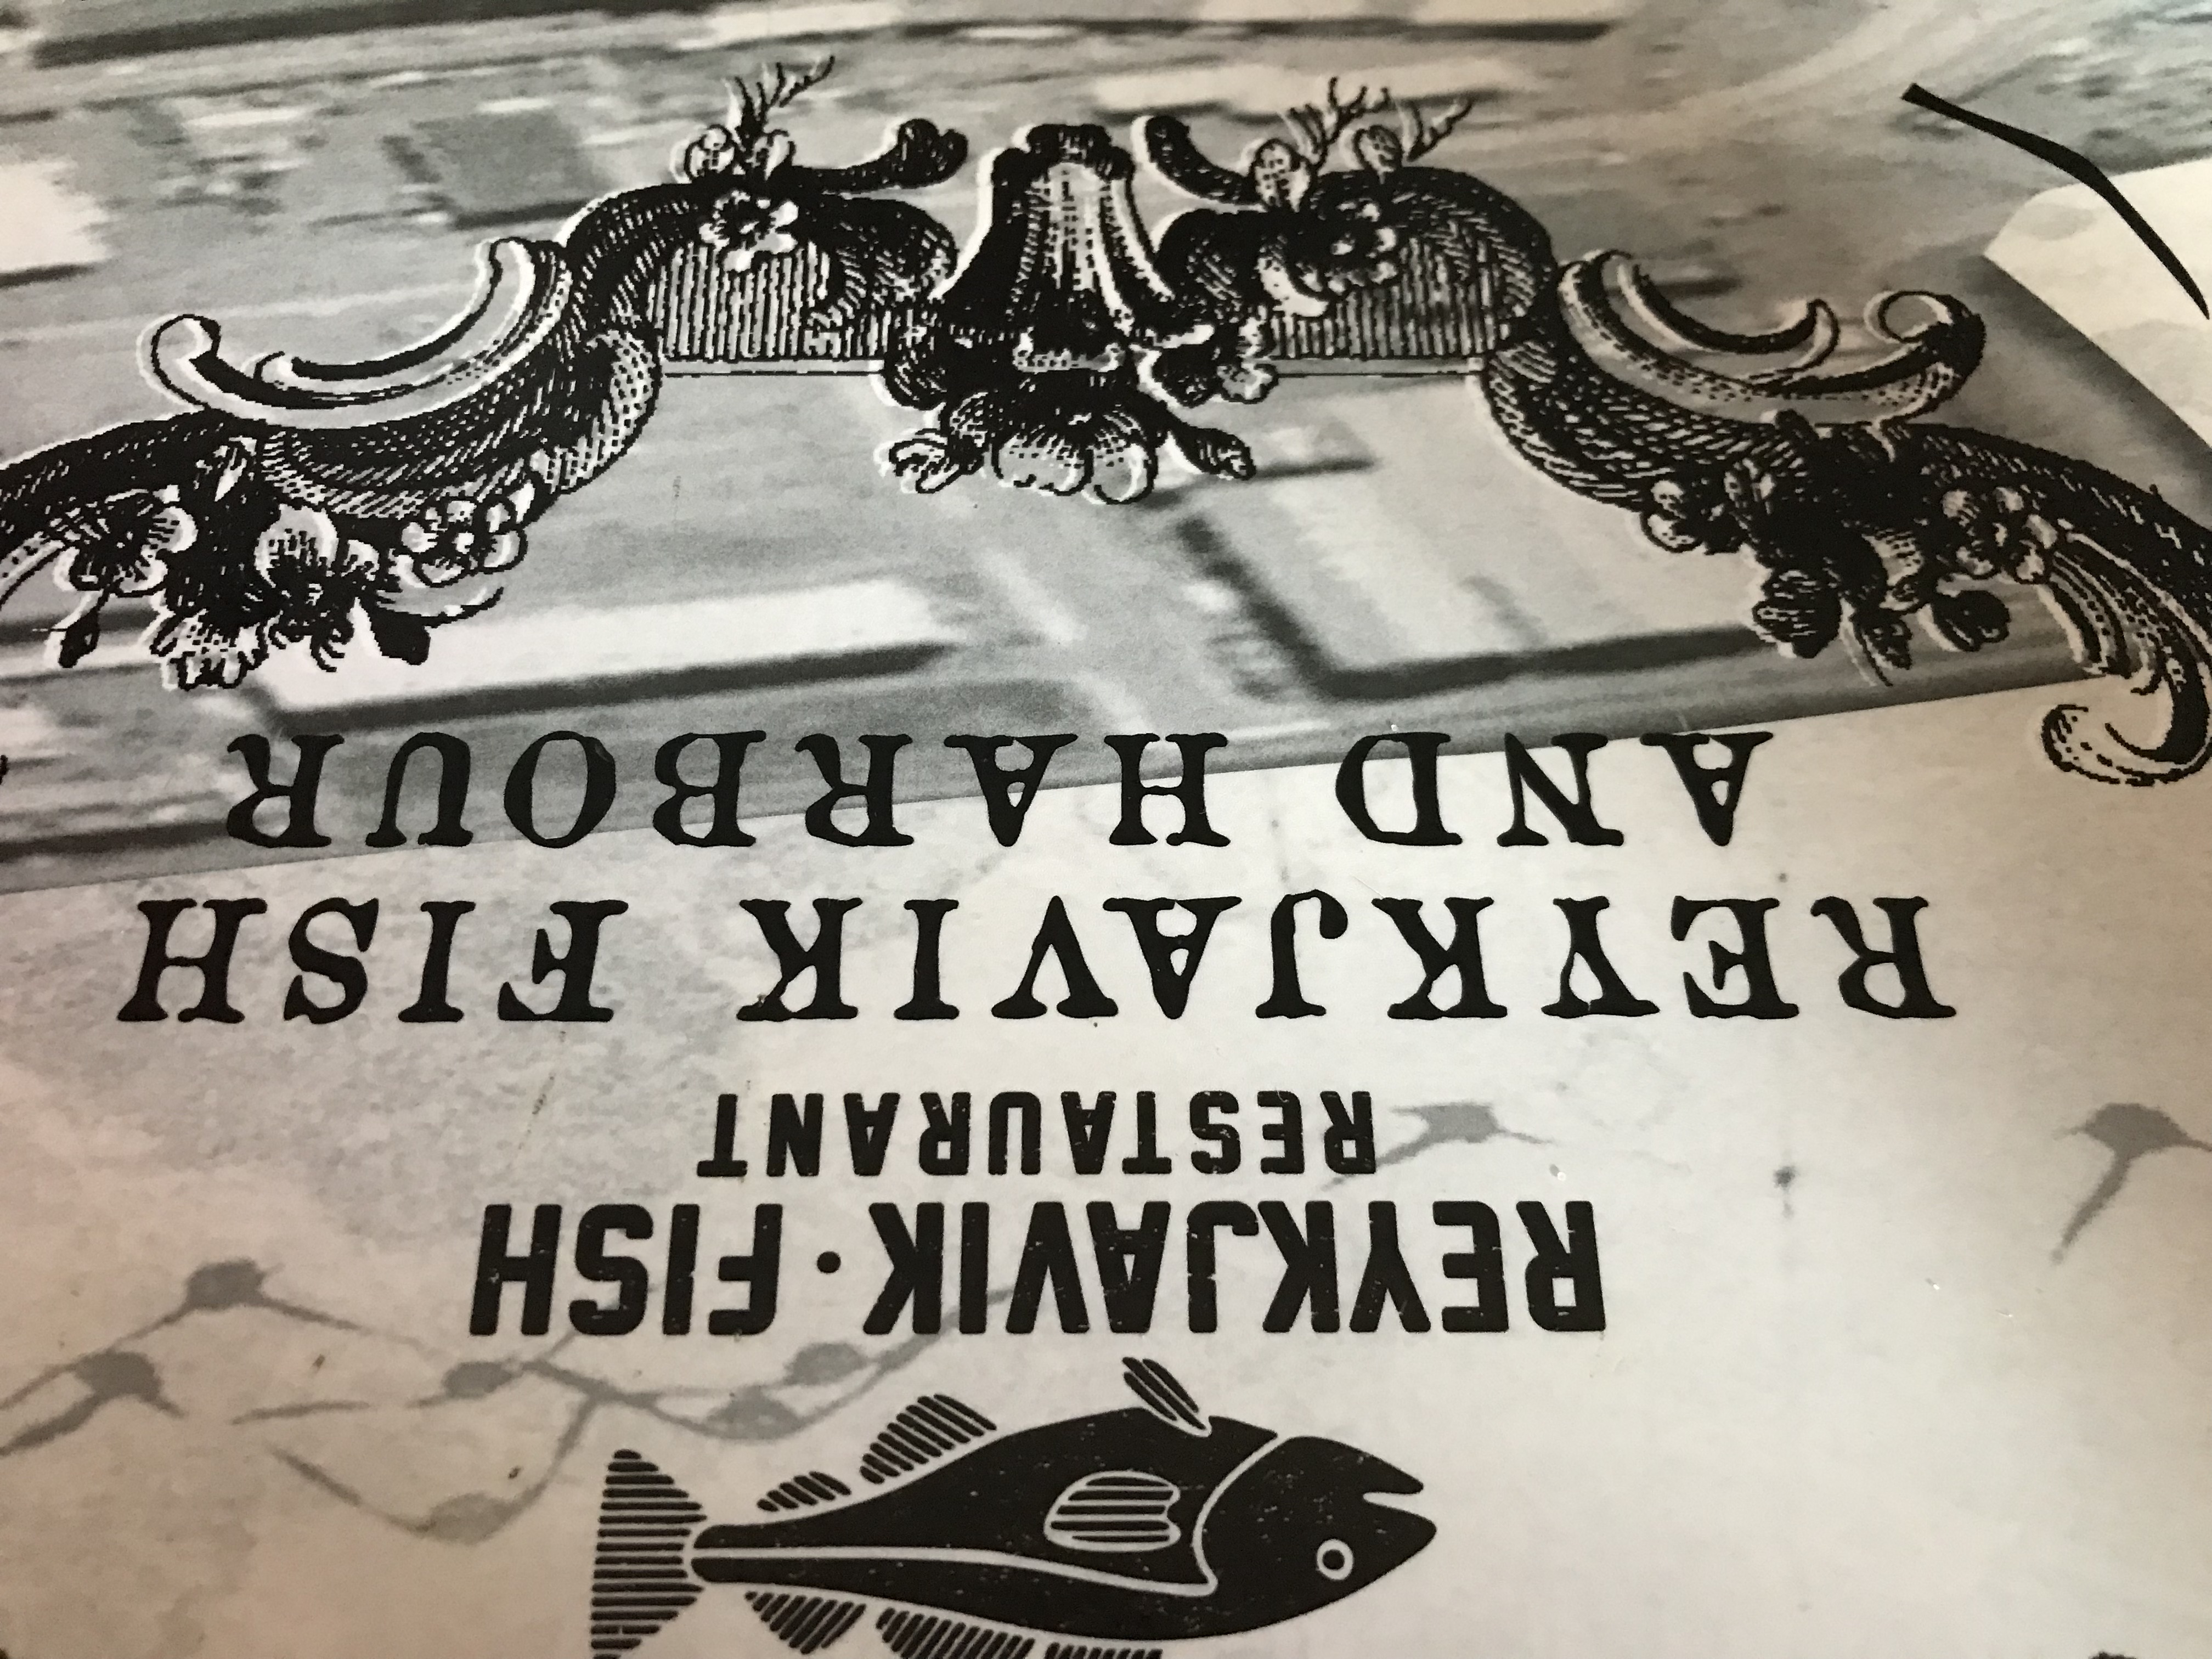 REYKJAVIK · FISH
RESTAURANT
REYKJAVIK FISH
AND HARBOUR